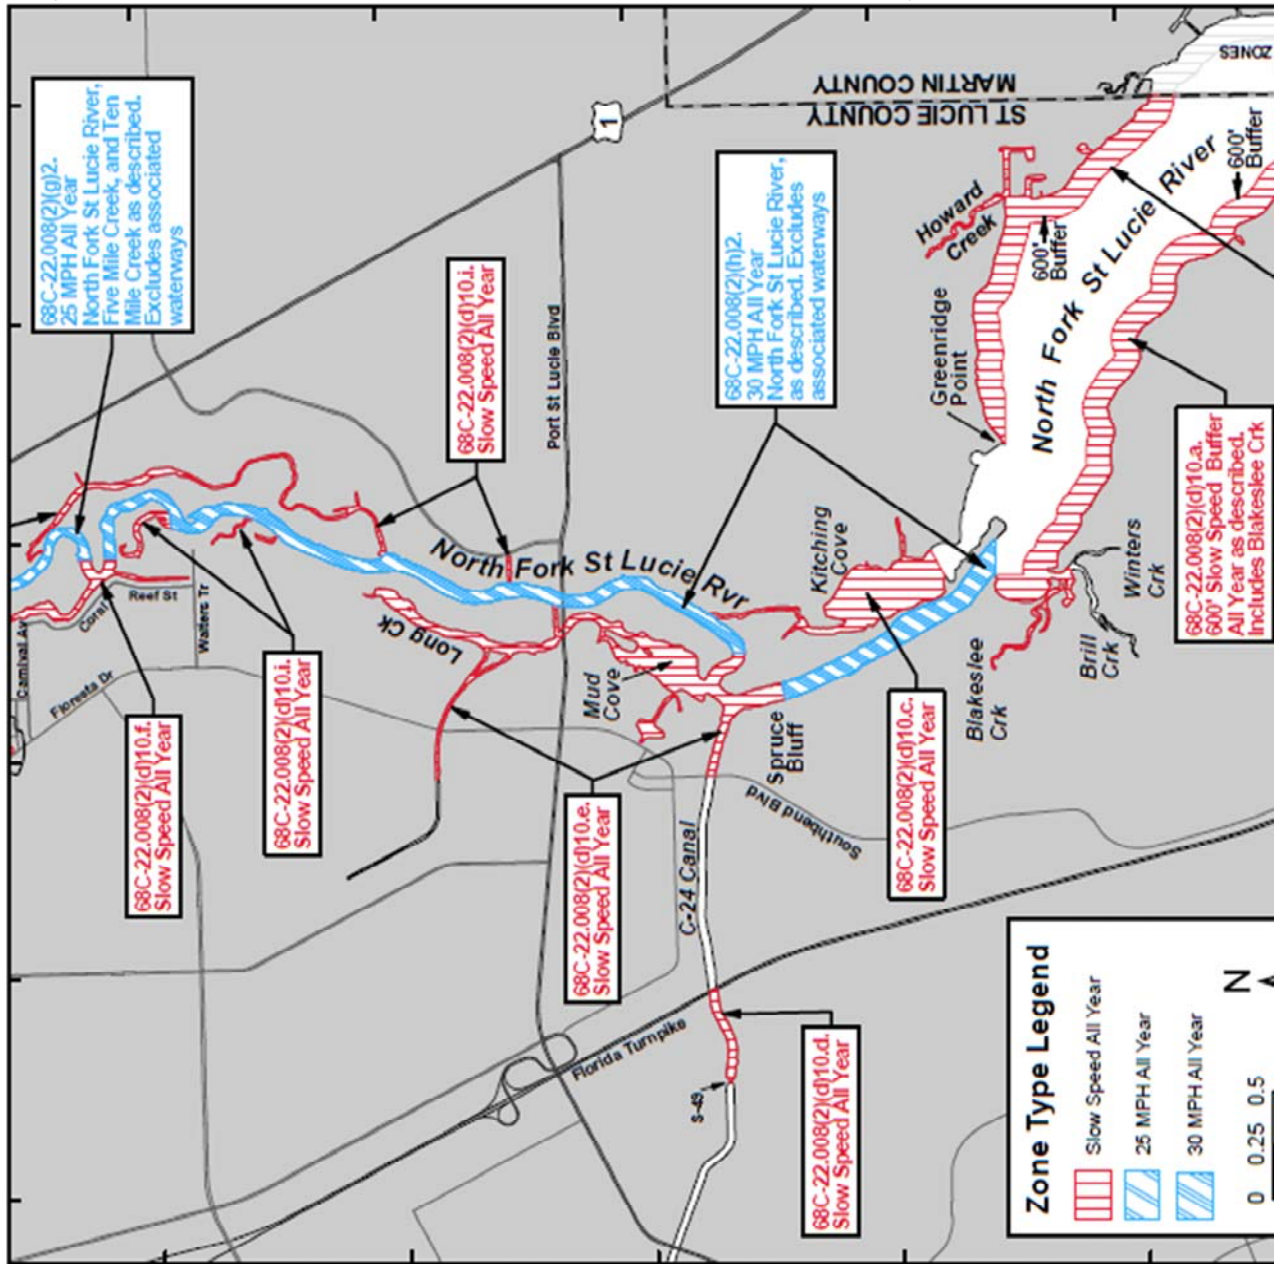 68C-22.008(2)(g)2.
25 MPH All Year
North Fork St Lucie River,
Five Mile Creek, and Ten
Mile Creek as described.
Excludes associated
waterways
MARTIN COUNTY
ST LUCIE COUNTY
ZONES
1
68C-22.008(2)(d)10.i.
Slow Speed All Year
Port St Lucie Blvd
68C-22.008(2)(h)2.
30 MPH All Year
North Fork St Lucie River,
as described. Excludes
associated waterways
Howard
Creek
600'
Buffer
600'
Buffer
North Fork St Lucie River
Greenridge
Point
North Fork St Lucie Rvr
Kitching
Cove
68C-22.008(2)(d)10.a.
600' Slow Speed Buffer
All Year as described.
Includes Blakeslee Crk
Winters
Crk
Brill
Crk
Blakeslee
Crk
Carnival Av
Coral
Reef St
Walters Tr
Floresta Dr
Long Ck
Mud
Cove
Spruce
Bluff
68C-22.008(2)(d)10.f.
Slow Speed All Year
68C-22.008(2)(d)10.i.
Slow Speed All Year
68C-22.008(2)(d)10.e.
Slow Speed All Year
68C-22.008(2)(d)10.c.
Slow Speed All Year
Southbend Blvd
C-24 Canal
Florida Turnpike
S-49
68C-22.008(2)(d)10.d.
Slow Speed All Year
Zone Type Legend
Slow Speed All Year
25 MPH All Year
30 MPH All Year
N
0 0.25 0.5